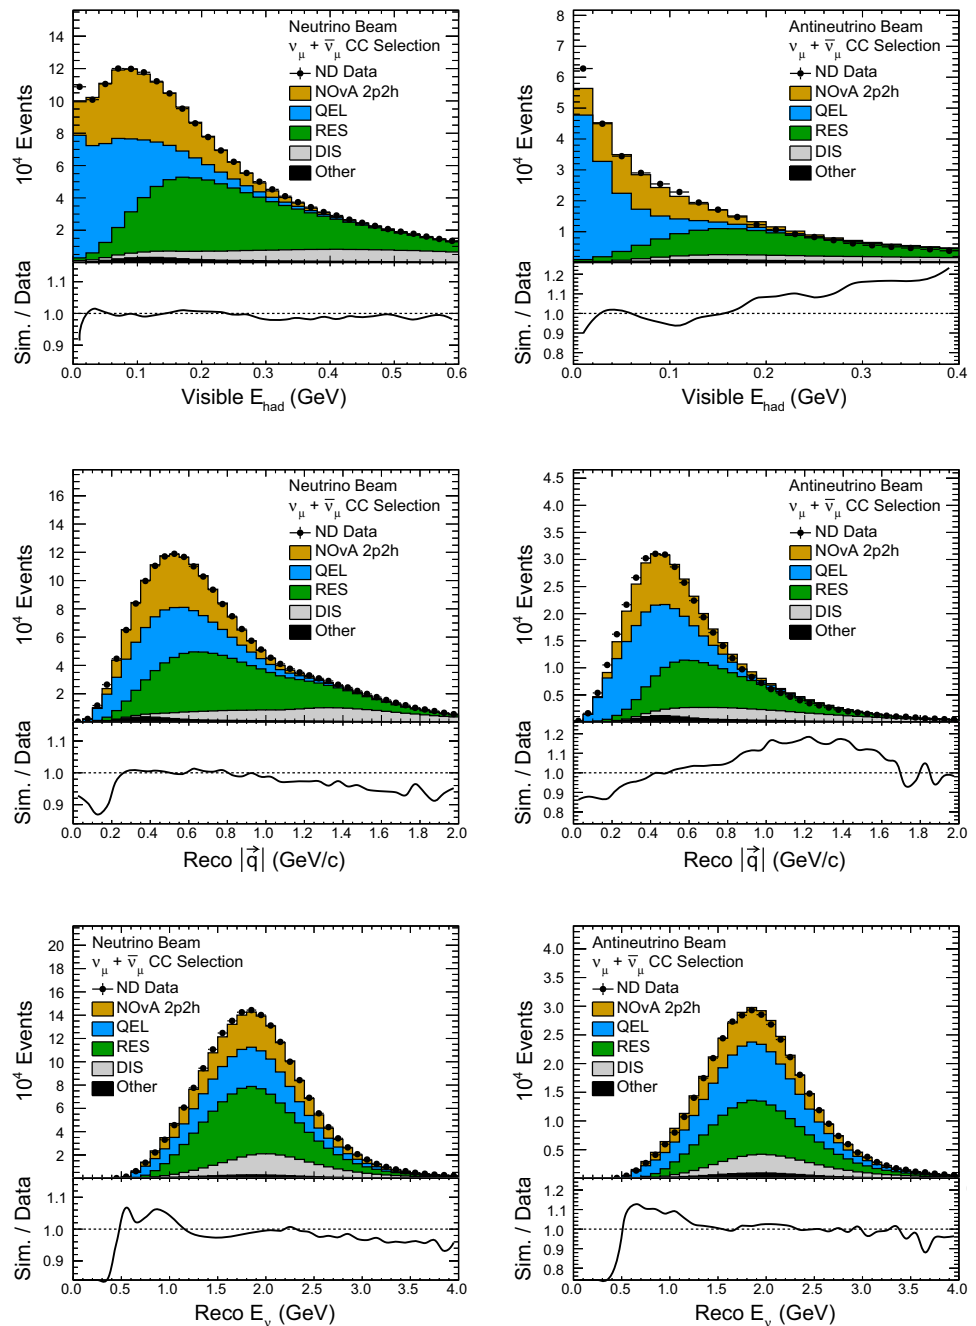 Neutrino Beam
ν_μ + ν̄_μ CC Selection
ND Data
NOvA 2p2h
QEL
RES
DIS
Other
10⁴ Events
14
12
10
8
6
4
2
Sim. / Data
1.1
1.0
0.9
0.0 0.1 0.2 0.3 0.4 0.5 0.6
Visible E_had (GeV)
Antineutrino Beam
ν_μ + ν̄_μ CC Selection
ND Data
NOvA 2p2h
QEL
RES
DIS
Other
10⁴ Events
8
7
6
5
4
3
2
1
Sim. / Data
1.2
1.1
1.0
0.9
0.8
0.0 0.1 0.2 0.3 0.4
Visible E_had (GeV)
Neutrino Beam
ν_μ + ν̄_μ CC Selection
ND Data
NOvA 2p2h
QEL
RES
DIS
Other
10⁴ Events
16
14
12
10
8
6
4
2
Sim. / Data
1.1
1.0
0.9
0.0 0.2 0.4 0.6 0.8 1.0 1.2 1.4 1.6 1.8 2.0
Reco |q⃗| (GeV/c)
Antineutrino Beam
ν_μ + ν̄_μ CC Selection
ND Data
NOvA 2p2h
QEL
RES
DIS
Other
10⁴ Events
4.5
4.0
3.5
3.0
2.5
2.0
1.5
1.0
0.5
Sim. / Data
1.2
1.1
1.0
0.9
0.8
0.0 0.2 0.4 0.6 0.8 1.0 1.2 1.4 1.6 1.8 2.0
Reco |q⃗| (GeV/c)
Neutrino Beam
ν_μ + ν̄_μ CC Selection
ND Data
NOvA 2p2h
QEL
RES
DIS
Other
10⁴ Events
20
18
16
14
12
10
8
6
4
2
Sim. / Data
1.1
1.0
0.9
0.0 0.5 1.0 1.5 2.0 2.5 3.0 3.5 4.0
Reco E_ν (GeV)
Antineutrino Beam
ν_μ + ν̄_μ CC Selection
ND Data
NOvA 2p2h
QEL
RES
DIS
Other
10⁴ Events
4.0
3.5
3.0
2.5
2.0
1.5
1.0
0.5
Sim. / Data
1.2
1.1
1.0
0.9
0.8
0.0 0.5 1.0 1.5 2.0 2.5 3.0 3.5 4.0
Reco E_ν (GeV)